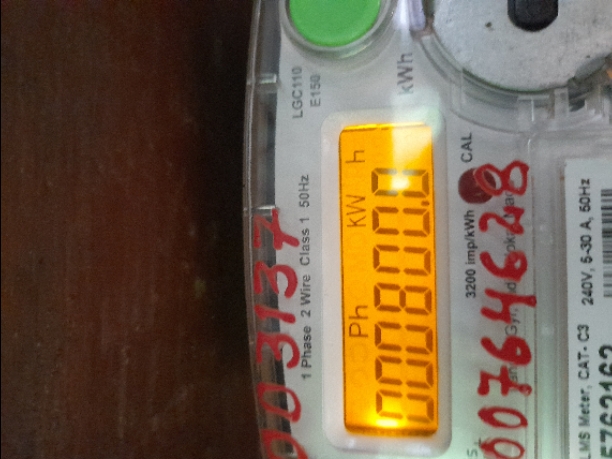 003137
LGC110
E150
1 Phase 2 Wire Class 1 50Hz
Ph kW h
000800.0
kWh
3200 imp/kWh CAL
00764628
LMS Meter, CAT- C3 240V, 5-30 A, 50Hz